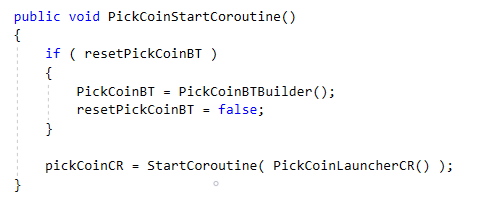 public void PickCoinStartCoroutine()
{
    if ( resetPickCoinBT )
    {
        PickCoinBT = PickCoinBTBuilder();
        resetPickCoinBT = false;
    }
    pickCoinCR = StartCoroutine( PickCoinLauncherCR() );
}